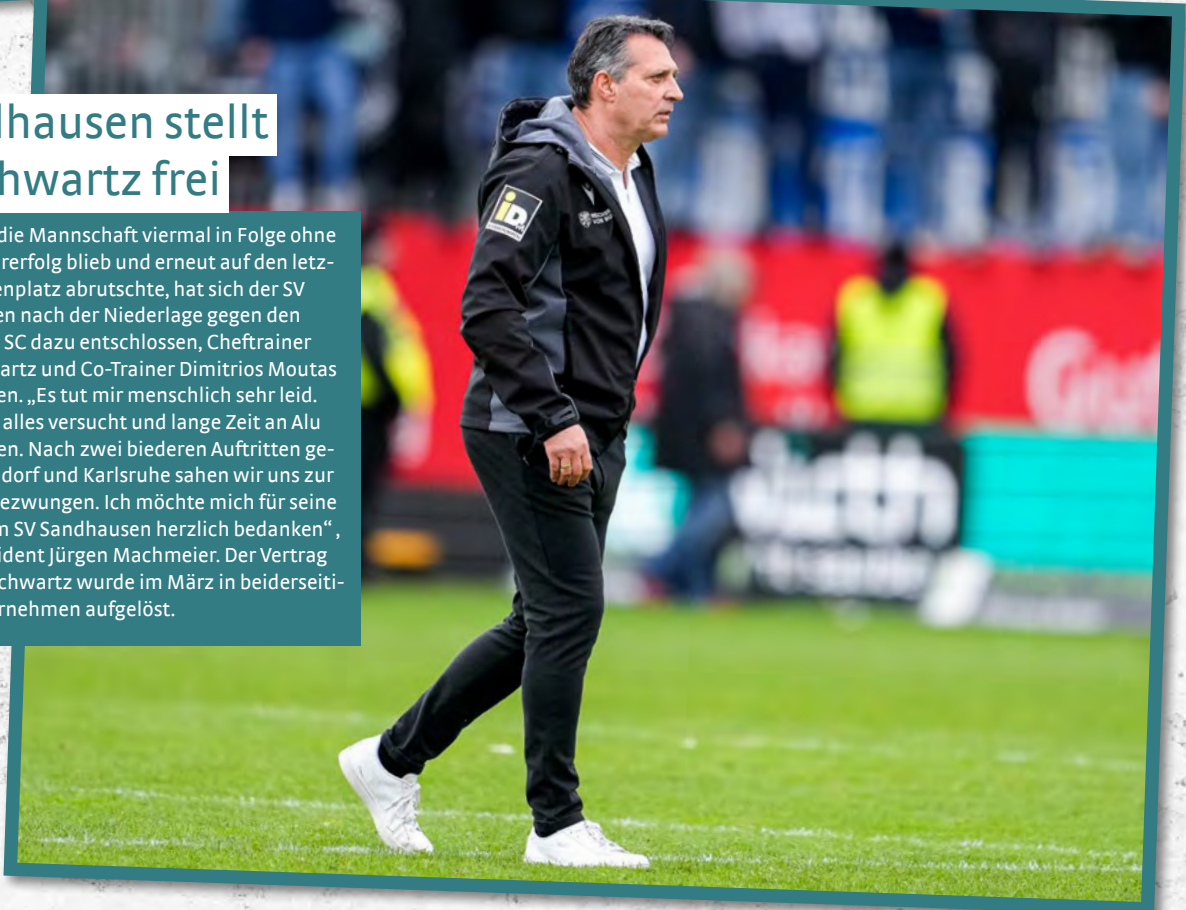 lhausen stellt
hwartz frei
die Mannschaft viermal in Folge ohne
rerfolg blieb und erneut auf den letz-
enplatz abrutschte, hat sich der SV
en nach der Niederlage gegen den
SC dazu entschlossen, Cheftrainer
artz und Co-Trainer Dimitrios Moutas
en. „Es tut mir menschlich sehr leid.
alles versucht und lange Zeit an Alu
en. Nach zwei biederen Auftritten ge-
dorf und Karlsruhe sahen wir uns zur
ezwungen. Ich möchte mich für seine
m SV Sandhausen herzlich bedanken“,
ident Jürgen Machmeier. Der Vertrag
chwartz wurde im März in beiderseiti-
rnehmen aufgelöst.
iD